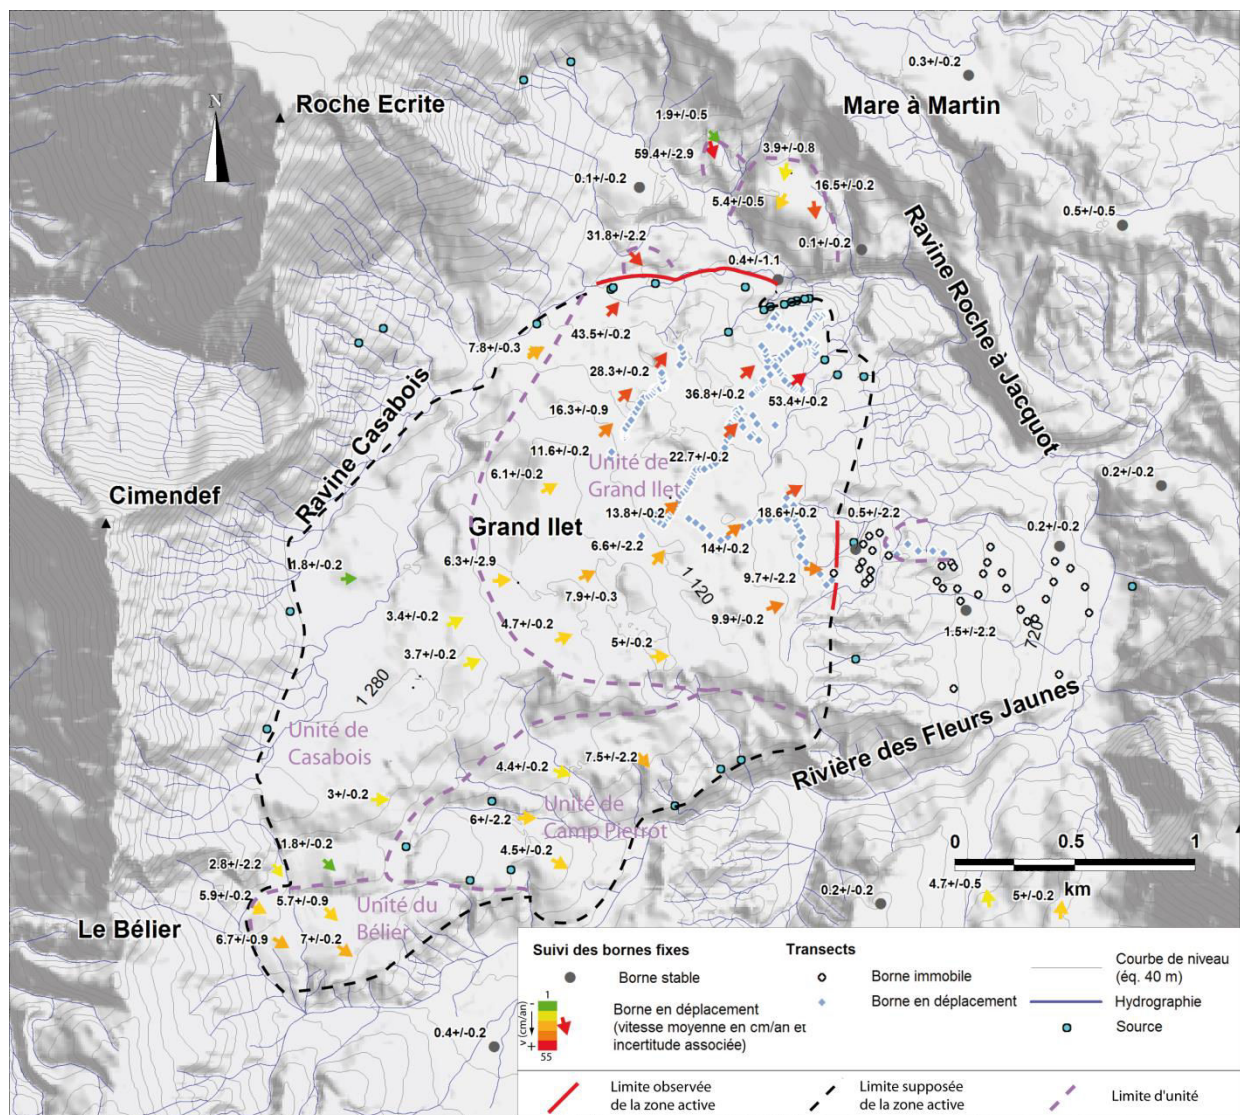 0.3+/-0.2
Roche Ecrite
Mare à Martin
N
1.9+/-0.5
59.4+/-2.9
3.9+/-0.8
0.1+/-0.2
16.5+/-0.2
5.4+/-0.5
0.5+/-0.5
31.8+/-2.2
0.1+/-0.2
0.4+/-1.1
Ravine Roche à Jacquot
43.5+/-0.2
7.8+/-0.3
28.3+/-0.2
36.8+/-0.2
53.4+/-0.2
16.3+/-0.9
Ravine Casabois
11.6+/-0.2
22.7+/-0.2
6.1+/-0.2
Unité de
Grand Ilet
0.2+/-0.2
Cimendef
Grand Ilet
13.8+/-0.2
18.6+/-0.2
0.5+/-2.2
0.2+/-0.2
6.6+/-2.2
14+/-0.2
1.8+/-0.2
6.3+/-2.9
9.7+/-2.2
7.9+/-0.3
1 120
9.9+/-0.2
3.4+/-0.2
4.7+/-0.2
1.5+/-2.2
720
3.7+/-0.2
5+/-0.2
1 280
Unité de
Casabois
Rivière des Fleurs Jaunes
7.5+/-2.2
4.4+/-0.2
3+/-0.2
6+/-2.2
Unité de
Camp Pierrot
0 0.5 1
km
1.8+/-0.2
4.5+/-0.2
2.8+/-2.2
5.9+/-0.2
5.7+/-0.9
0.2+/-0.2
4.7+/-0.5
5+/-0.2
Unité du
Bélier
Le Bélier
6.7+/-0.9
7+/-0.2
0.4+/-0.2
Suivi des bornes fixes
Borne stable
1
v (cm/an)
-
+
55
Borne en déplacement
(vitesse moyenne en cm/an et
incertitude associée)
Transects
Borne immobile
Borne en déplacement
Courbe de niveau
(éq. 40 m)
Hydrographie
Source
Limite observée
de la zone active
Limite supposée
de la zone active
Limite d'unité